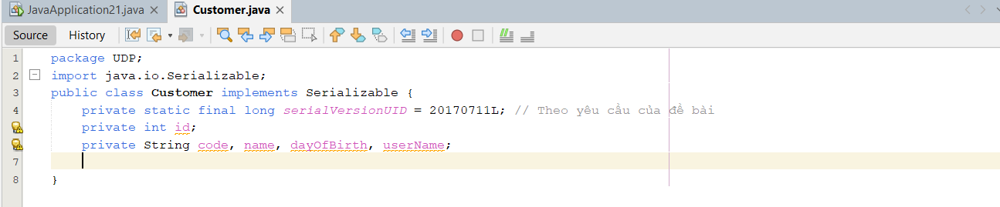 JavaApplication21.java
Customer.java
Source History
1 package UDP;
2 import java.io.Serializable;
3 public class Customer implements Serializable {
4 private static final long serialVersionUID = 20170711L; // Theo yêu cầu của đề bài
private int id;
private String code, name, dayOfBirth, userName;
7
8 }